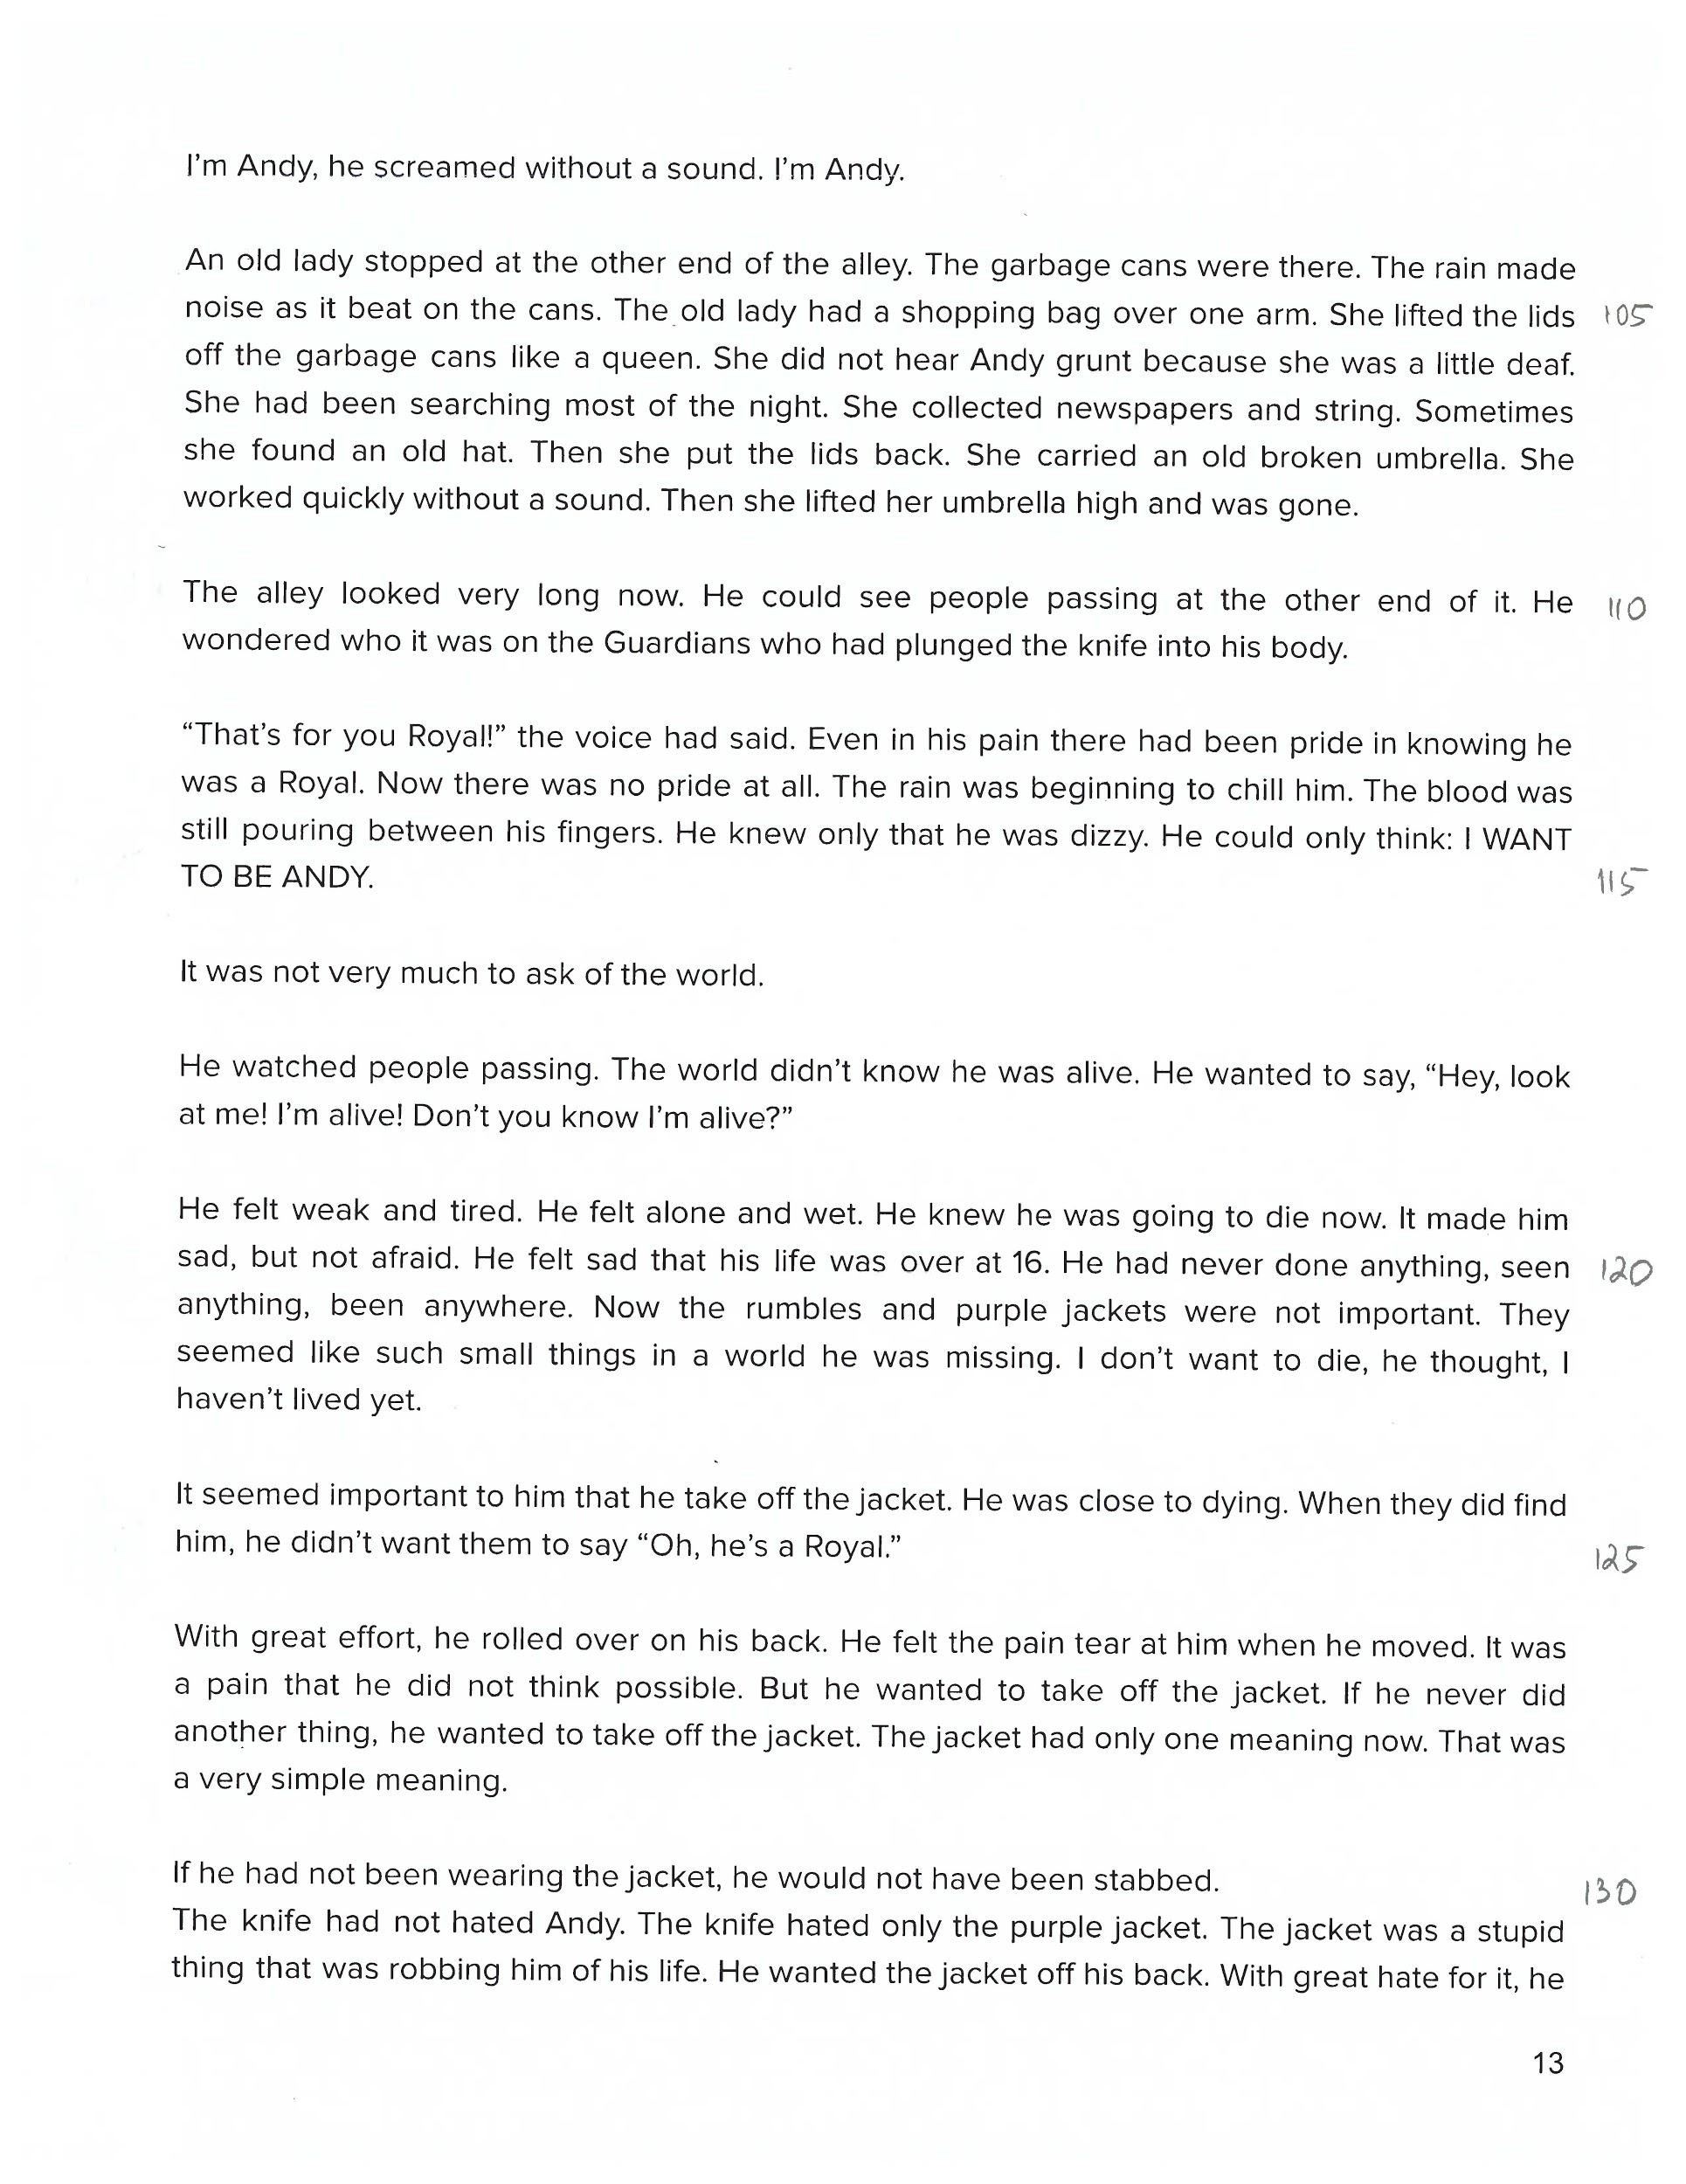 I'm Andy, he screamed without a sound. I'm Andy.
An old lady stopped at the other end of the alley. The garbage cans were there. The rain made
noise as it beat on the cans. The old lady had a shopping bag over one arm. She lifted the lids 105
off the garbage cans like a queen. She did not hear Andy grunt because she was a little deaf.
She had been searching most of the night. She collected newspapers and string. Sometimes
she found an old hat. Then she put the lids back. She carried an old broken umbrella. She
worked quickly without a sound. Then she lifted her umbrella high and was gone.
The alley looked very long now. He could see people passing at the other end of it. He 110
wondered who it was on the Guardians who had plunged the knife into his body.
“That's for you Royal!” the voice had said. Even in his pain there had been pride in knowing he
was a Royal. Now there was no pride at all. The rain was beginning to chill him. The blood was
still pouring between his fingers. He knew only that he was dizzy. He could only think: I WANT
TO BE ANDY. 115
It was not very much to ask of the world.
He watched people passing. The world didn't know he was alive. He wanted to say, “Hey, look
at me! I'm alive! Don't you know I'm alive?”
He felt weak and tired. He felt alone and wet. He knew he was going to die now. It made him
sad, but not afraid. He felt sad that his life was over at 16. He had never done anything, seen 120
anything, been anywhere. Now the rumbles and purple jackets were not important. They
seemed like such small things in a world he was missing. I don't want to die, he thought, I
haven't lived yet.
It seemed important to him that he take off the jacket. He was close to dying. When they did find
him, he didn't want them to say “Oh, he's a Royal.” 125
With great effort, he rolled over on his back. He felt the pain tear at him when he moved. It was
a pain that he did not think possible. But he wanted to take off the jacket. If he never did
another thing, he wanted to take off the jacket. The jacket had only one meaning now. That was
a very simple meaning.
If he had not been wearing the jacket, he would not have been stabbed. 130
The knife had not hated Andy. The knife hated only the purple jacket. The jacket was a stupid
thing that was robbing him of his life. He wanted the jacket off his back. With great hate for it, he
13